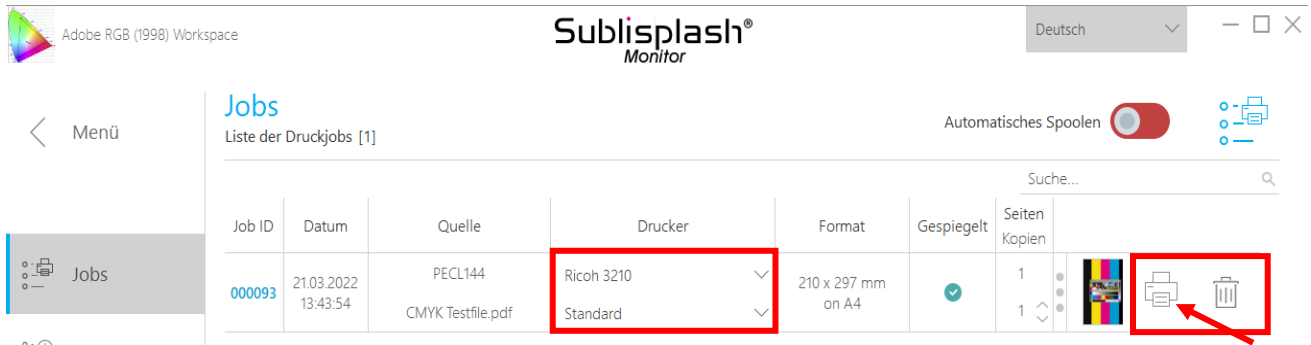 Adobe RGB (1998) Workspace
Sublisplash®
Monitor
Deutsch
Menü
Jobs
Liste der Druckjobs [1]
Automatisches Spoolen
Suche...
Job ID
Datum
Quelle
Drucker
Format
Gespiegelt
Seiten
Kopien
Jobs
000093
21.03.2022
13:43:54
PECL144
CMYK Testfile.pdf
Ricoh 3210
Standard
210 x 297 mm
on A4
1
1